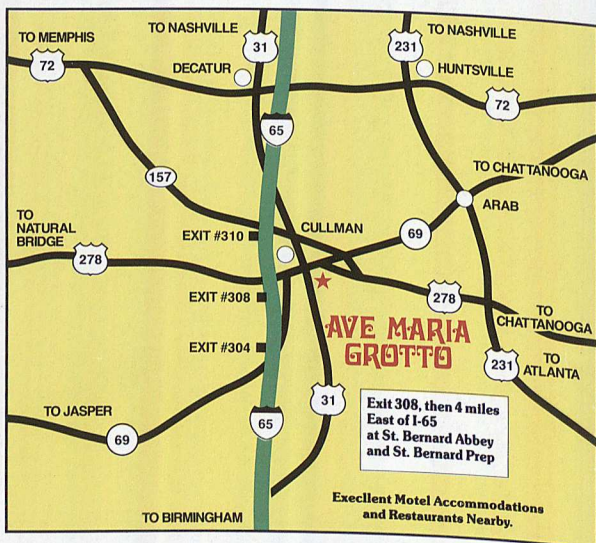 TO MEMPHIS
TO NASHVILLE
TO NASHVILLE
31
231
72
DECATUR
HUNTSVILLE
72
65
TO CHATTANOOGA
157
ARAB
TO
NATURAL
BRIDGE
CULLMAN
EXIT #310
69
278
278
EXIT #308
TO
CHATTANOOGA
AVE MARIA
GROTTO
EXIT #304
231
TO
ATLANTA
31
Exit 308, then 4 miles
East of I-65
at St. Bernard Abbey
and St. Bernard Prep
TO JASPER
69
65
Execllent Motel Accommodations
and Restaurants Nearby.
TO BIRMINGHAM